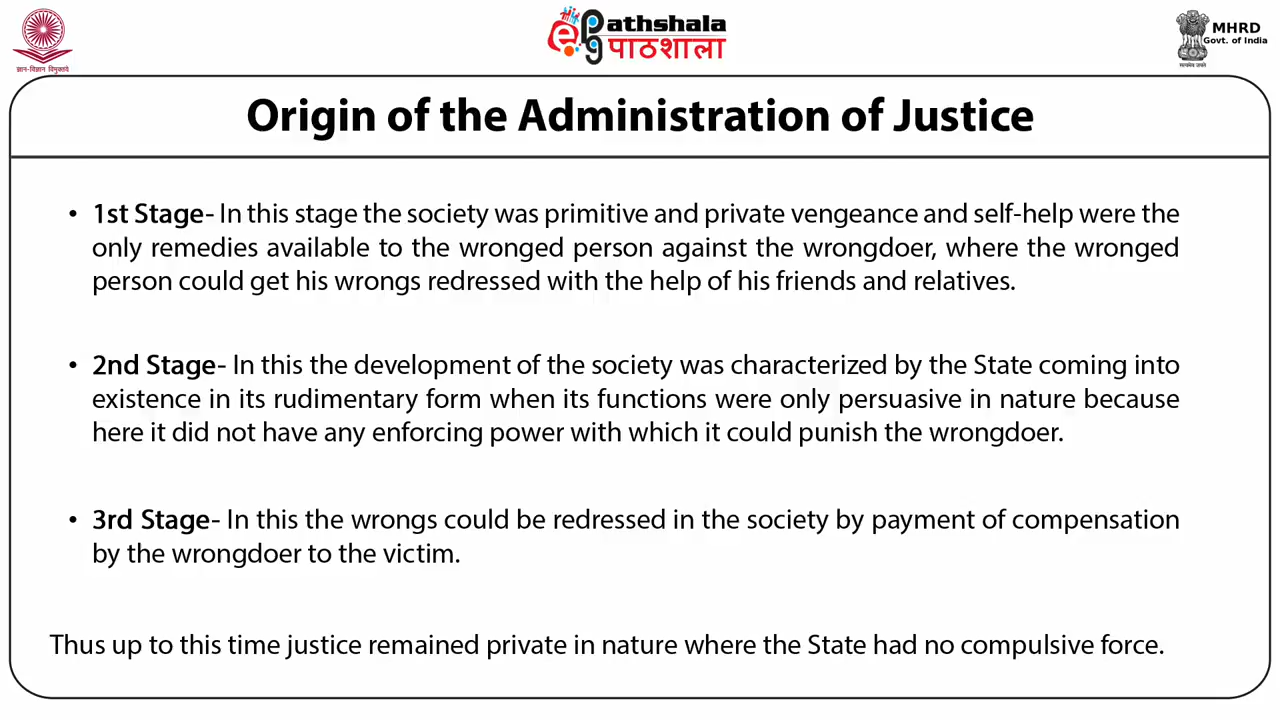 ज्ञान-विज्ञान विमुक्तये
ePathshala
पाठशाला
सत्यमेव जयते
MHRD
Govt. of India
Origin of the Administration of Justice
• 1st Stage- In this stage the society was primitive and private vengeance and self-help were the
only remedies available to the wronged person against the wrongdoer, where the wronged
person could get his wrongs redressed with the help of his friends and relatives.
• 2nd Stage- In this the development of the society was characterized by the State coming into
existence in its rudimentary form when its functions were only persuasive in nature because
here it did not have any enforcing power with which it could punish the wrongdoer.
• 3rd Stage- In this the wrongs could be redressed in the society by payment of compensation
by the wrongdoer to the victim.
Thus up to this time justice remained private in nature where the State had no compulsive force.